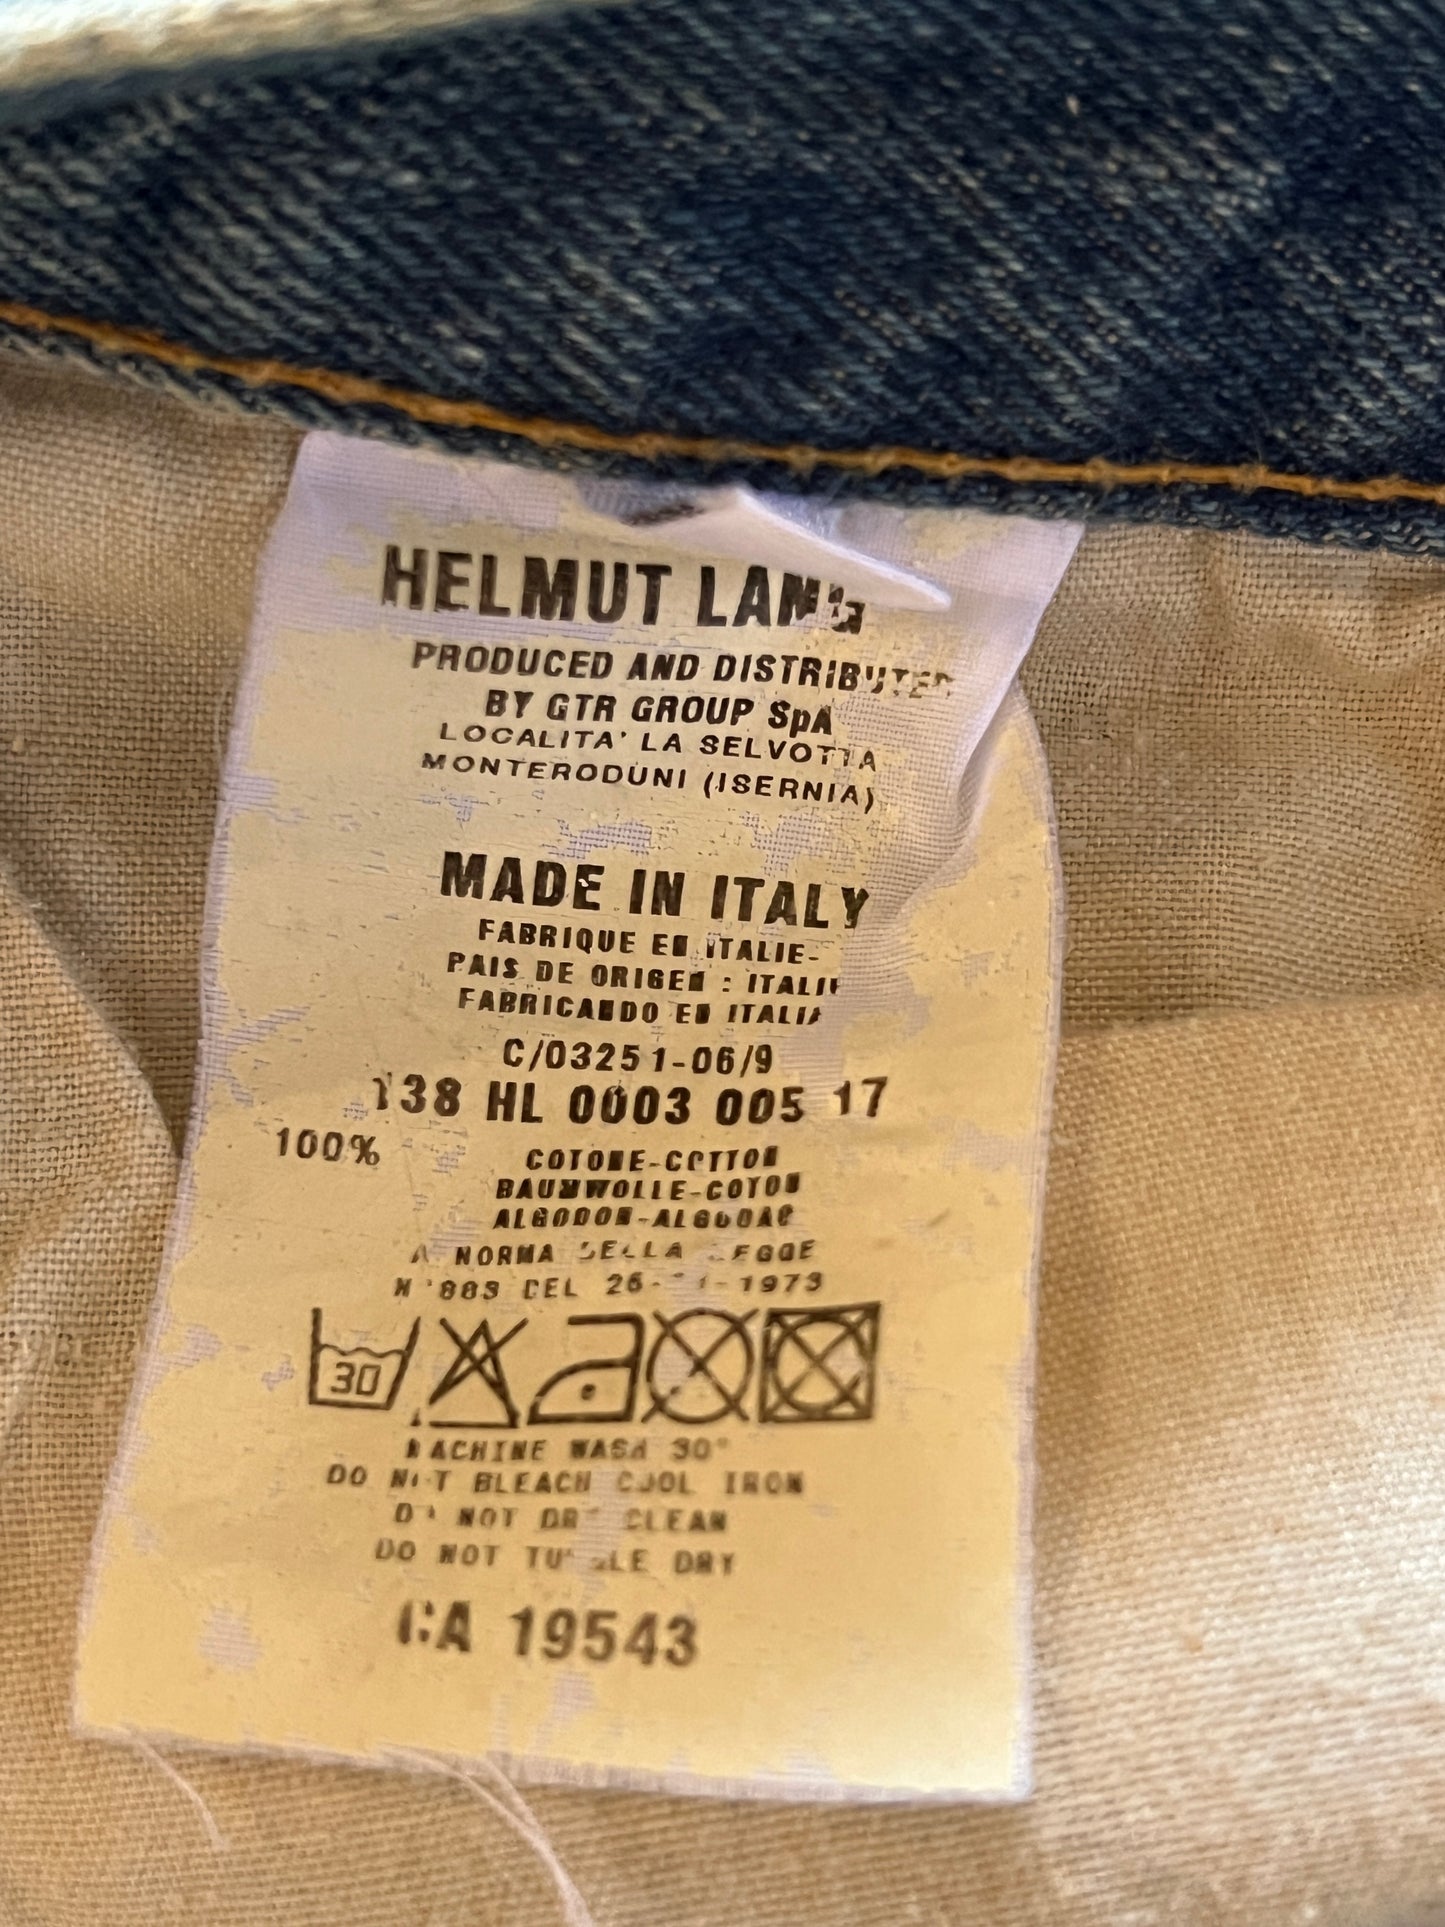 HELMUT LANG
PRODUCED AND DISTRIBUTED
BY GTR GROUP SpA
LOCALITA' LA SELVOTTA
MONTERODUNI (ISERNIA)
MADE IN ITALY
FABRIQUE EN ITALIE-
PAIS DE ORIGEN : ITALIE
FABRICANDO EN ITALIA
C/03251-06/9
138 HL 0003 005 17
100% COTONE-COTTON
BAUMWOLLE-COTON
ALGODON-ALGODAO
A NORMA DELLA LEGGE
N°883 DEL 26-11-1973
30
MACHINE WASH 30°
DO NOT BLEACH COOL IRON
DO NOT DRY CLEAN
DO NOT TUMBLE DRY
CA 19543